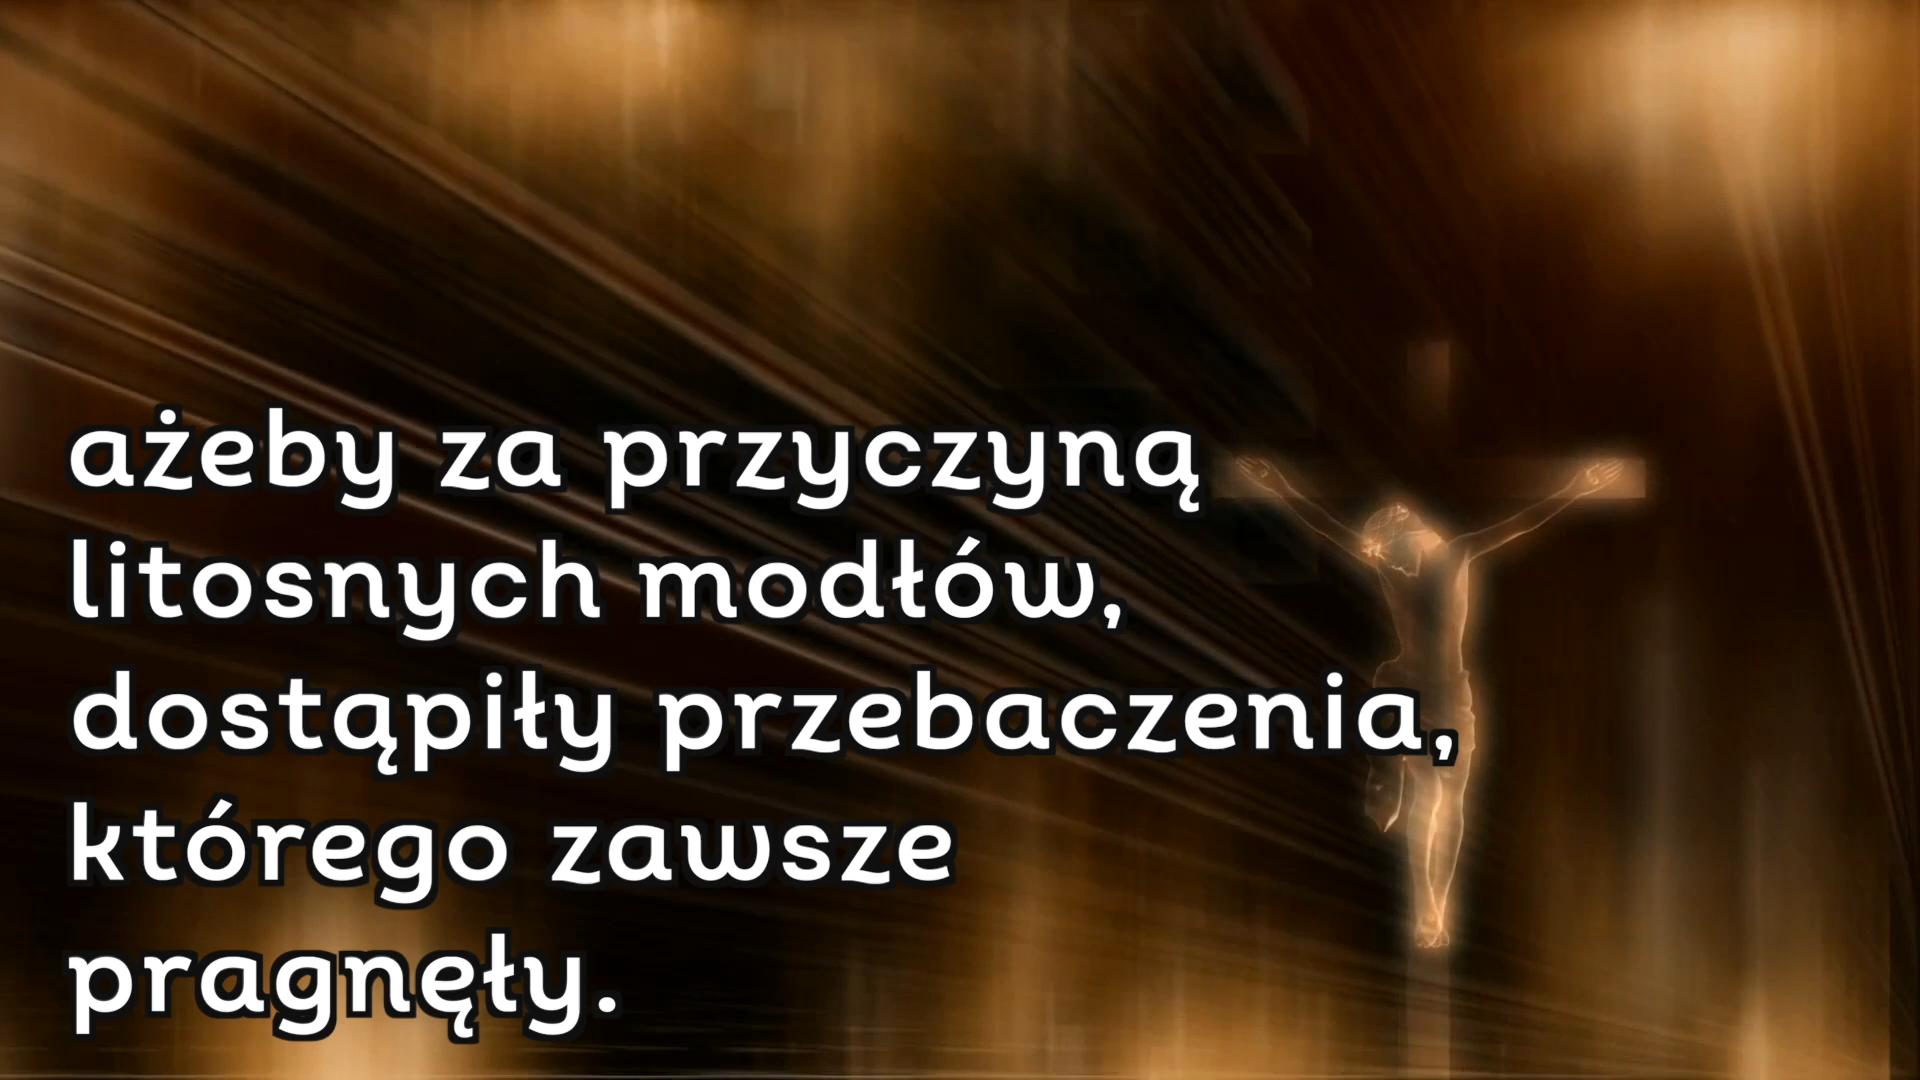 ażeby za przyczyną
litosnych modłów,
dostąpiły przebaczenia,
którego zawsze
pragnęły.